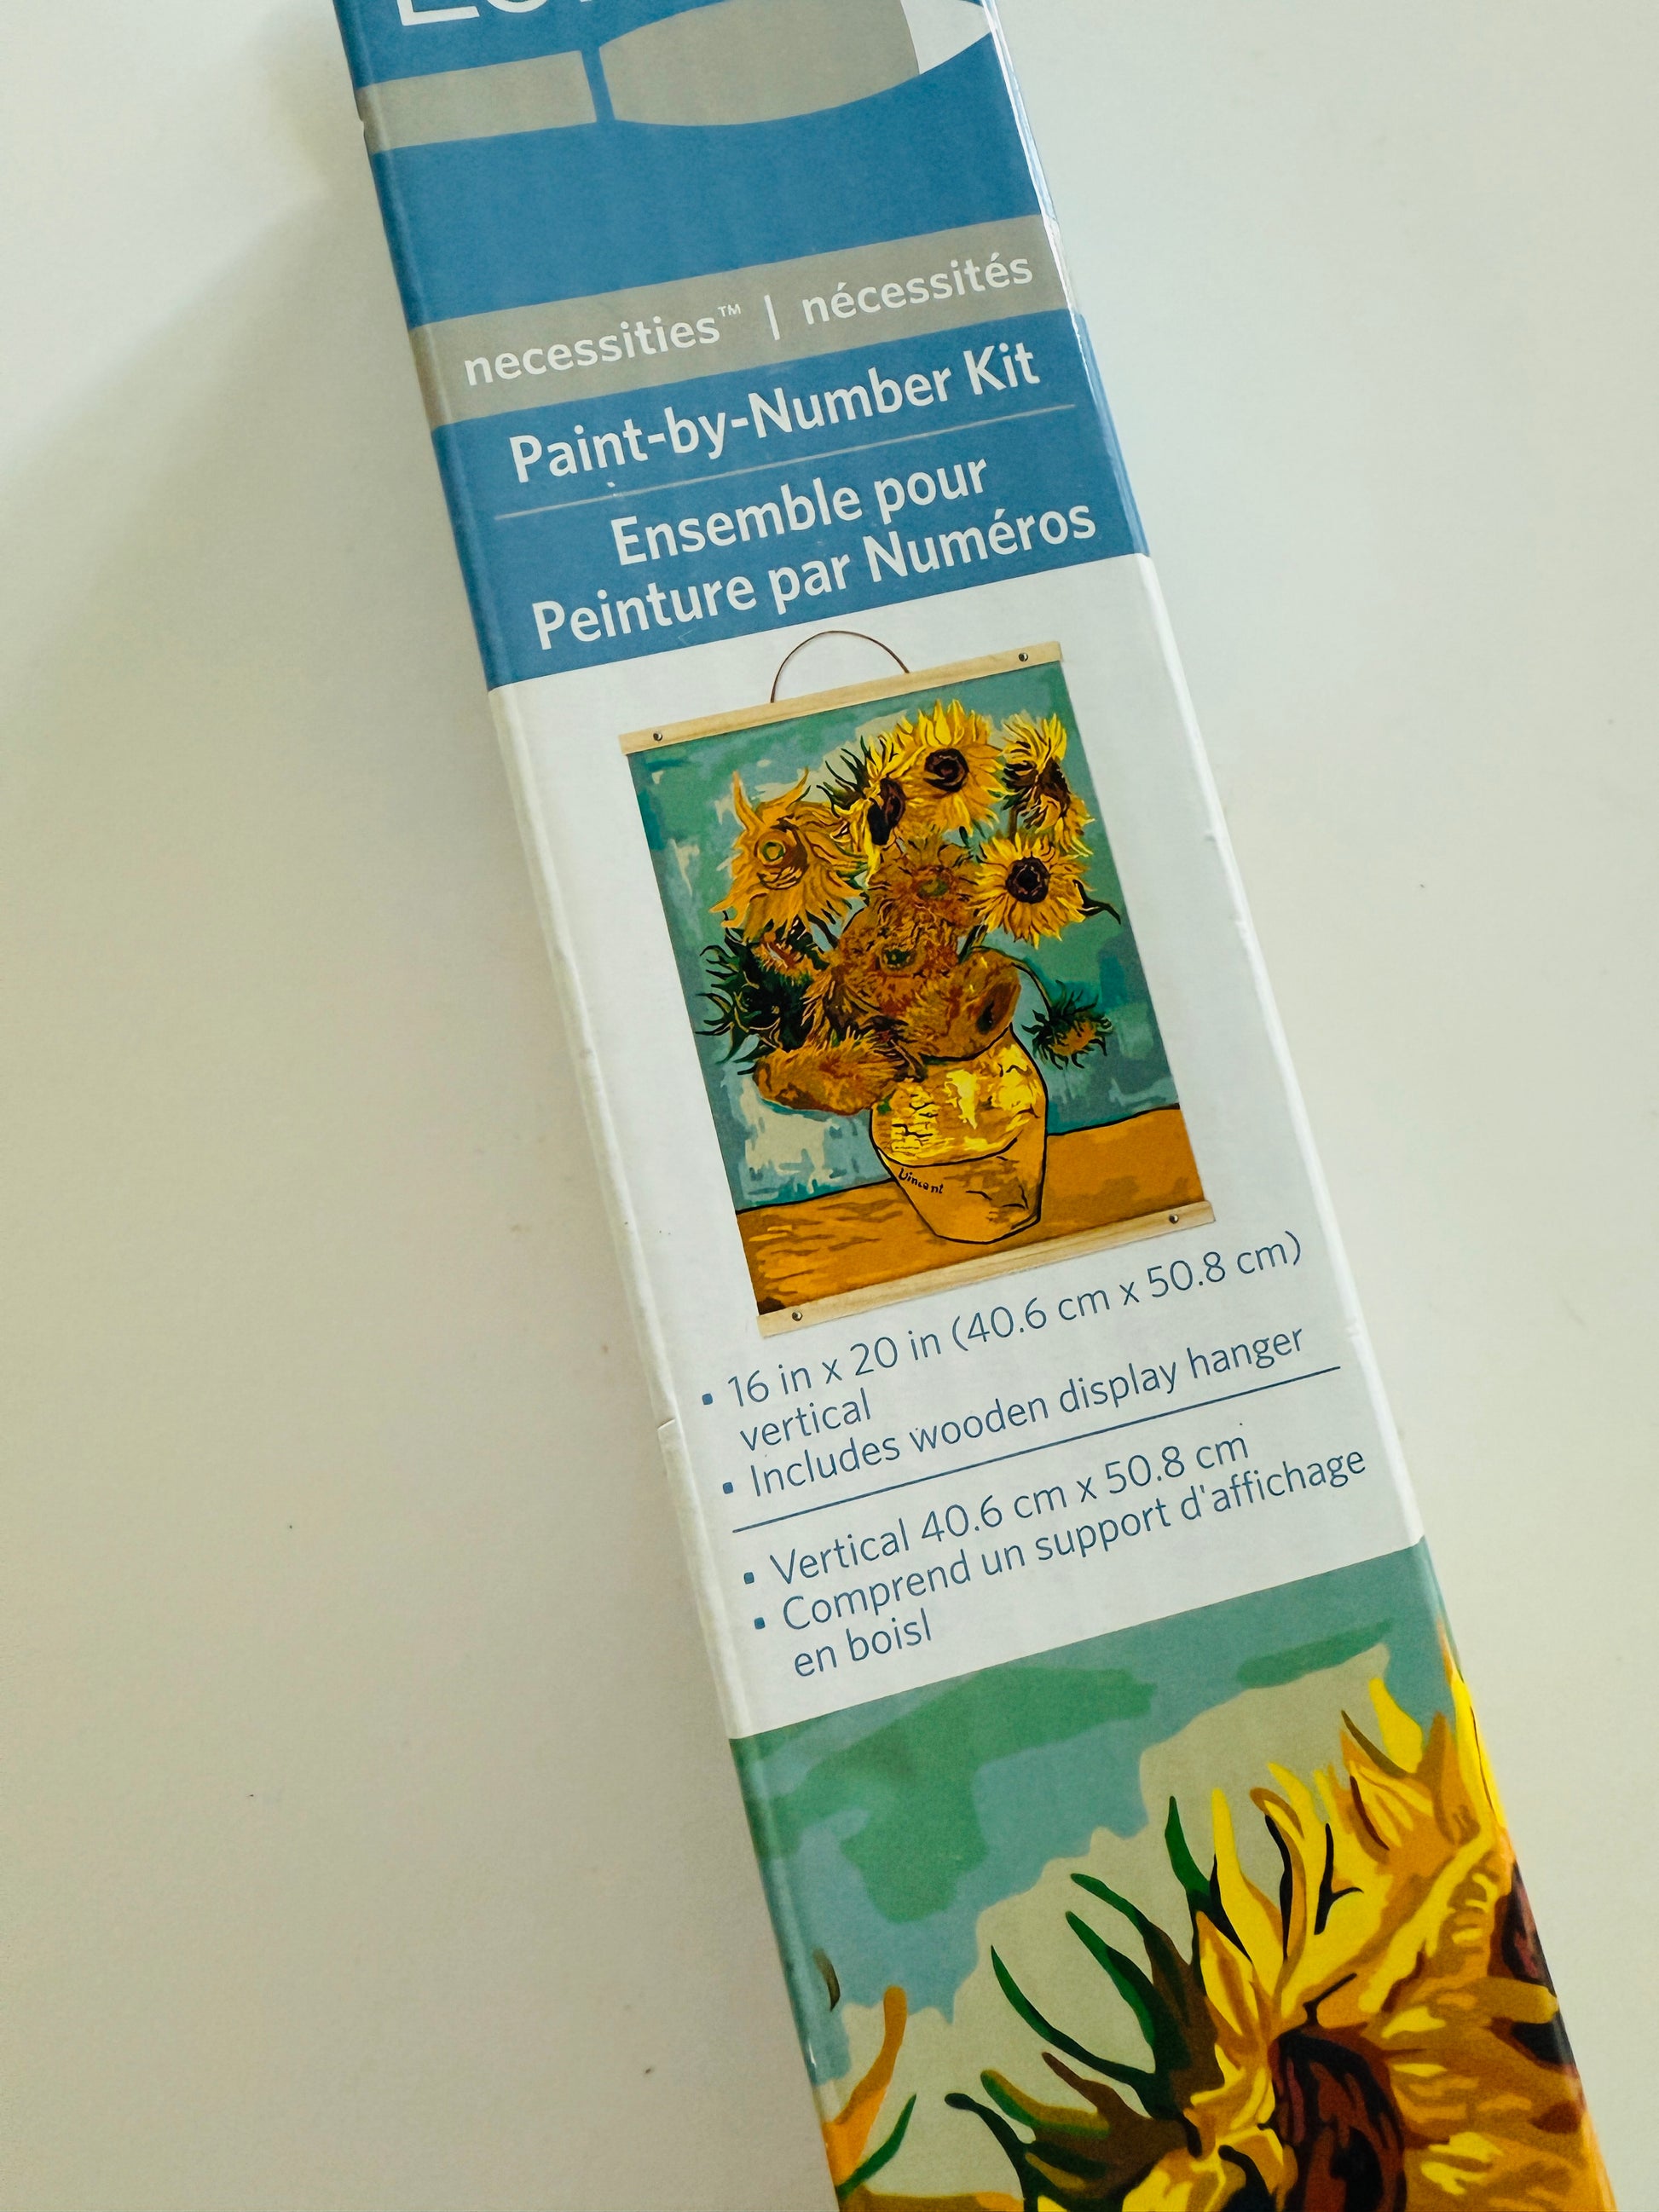 necessities™ | nécessités
Paint-by-Number Kit
Ensemble pour
Peinture par Numéros
Vincent
• 16 in x 20 in (40.6 cm x 50.8 cm)
vertical
• Includes wooden display hanger
• Vertical 40.6 cm x 50.8 cm
• Comprend un support d'affichage
en boisl